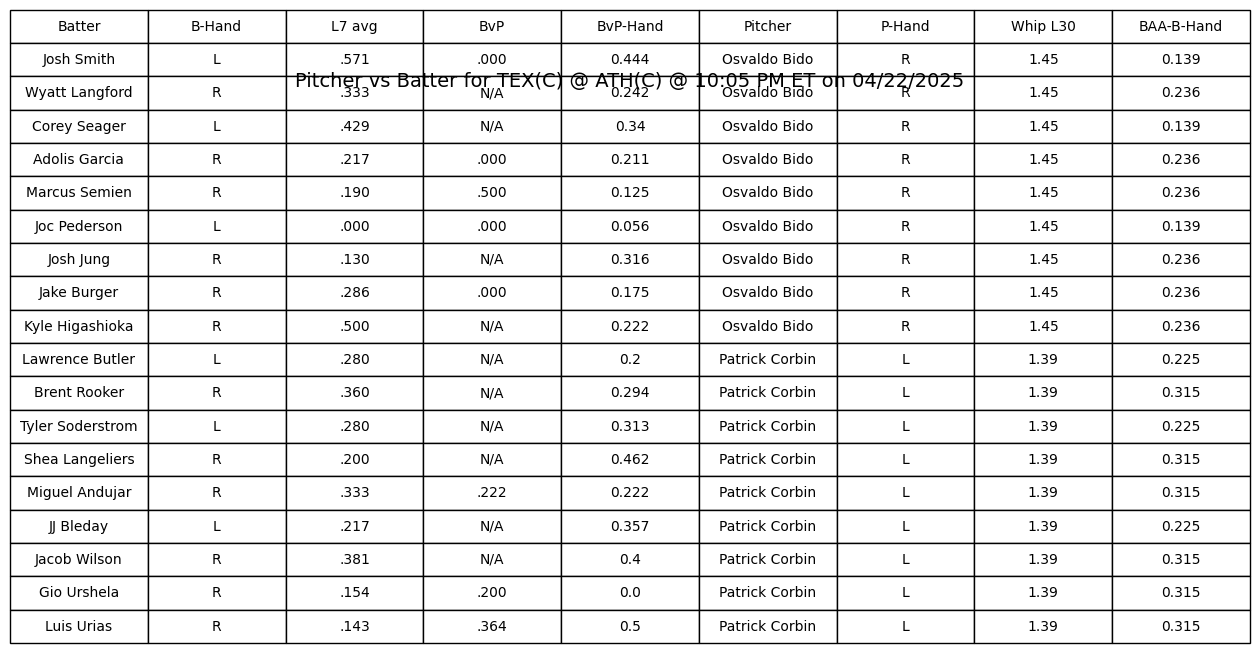 Batter B-Hand L7 avg BvP BvP-Hand Pitcher P-Hand Whip L30 BAA-B-Hand
Josh Smith L .571 .000 0.444 Osvaldo Bido R 1.45 0.139
Pitcher vs Batter for TEX(C) @ ATH(C) @ 10:05 PM ET on 04/22/2025
Wyatt Langford R .333 N/A 0.242 Osvaldo Bido R 1.45 0.236
Corey Seager L .429 N/A 0.34 Osvaldo Bido R 1.45 0.139
Adolis Garcia R .217 .000 0.211 Osvaldo Bido R 1.45 0.236
Marcus Semien R .190 .500 0.125 Osvaldo Bido R 1.45 0.236
Joc Pederson L .000 .000 0.056 Osvaldo Bido R 1.45 0.139
Josh Jung R .130 N/A 0.316 Osvaldo Bido R 1.45 0.236
Jake Burger R .286 .000 0.175 Osvaldo Bido R 1.45 0.236
Kyle Higashioka R .500 N/A 0.222 Osvaldo Bido R 1.45 0.236
Lawrence Butler L .280 N/A 0.2 Patrick Corbin L 1.39 0.225
Brent Rooker R .360 N/A 0.294 Patrick Corbin L 1.39 0.315
Tyler Soderstrom L .280 N/A 0.313 Patrick Corbin L 1.39 0.225
Shea Langeliers R .200 N/A 0.462 Patrick Corbin L 1.39 0.315
Miguel Andujar R .333 .222 0.222 Patrick Corbin L 1.39 0.315
JJ Bleday L .217 N/A 0.357 Patrick Corbin L 1.39 0.225
Jacob Wilson R .381 N/A 0.4 Patrick Corbin L 1.39 0.315
Gio Urshela R .154 .200 0.0 Patrick Corbin L 1.39 0.315
Luis Urias R .143 .364 0.5 Patrick Corbin L 1.39 0.315